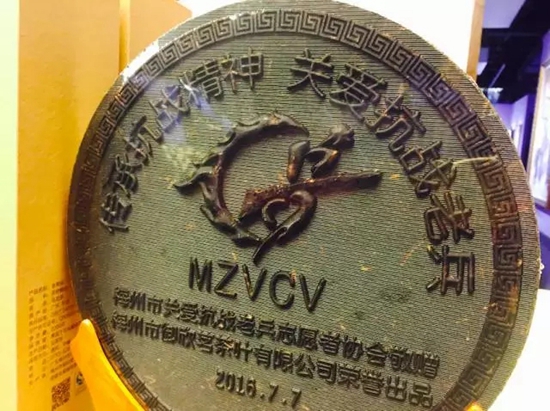 传承抗战精神 关爱抗战老兵
MZVCV
梅州市关爱抗战老兵志愿者协会敬赠
梅州市创欣茗茶叶有限公司荣誉出品
2016.7.7